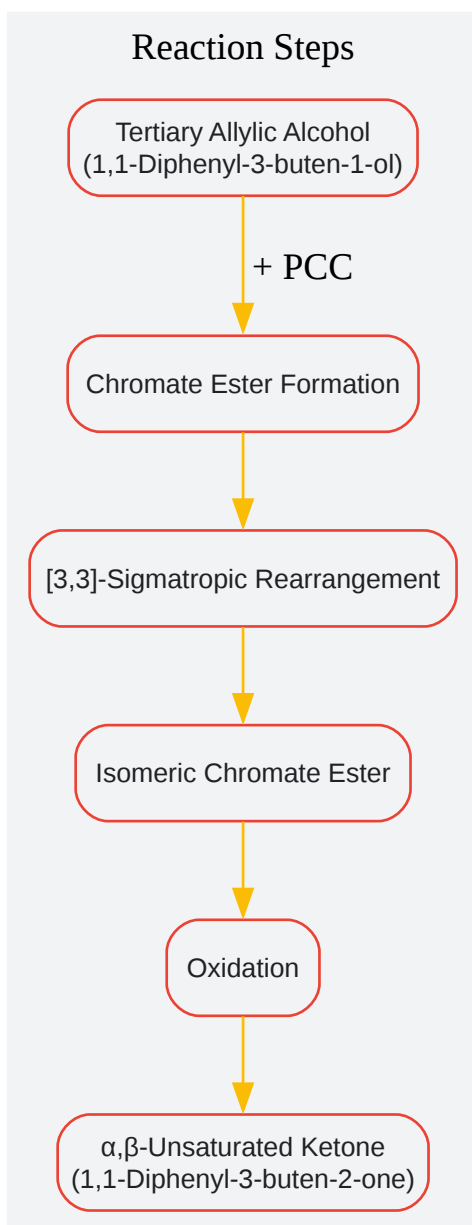 Reaction Steps
Tertiary Allylic Alcohol
(1,1-Diphenyl-3-buten-1-ol)
+ PCC
Chromate Ester Formation
[3,3]-Sigmatropic Rearrangement
Isomeric Chromate Ester
Oxidation
α,β-Unsaturated Ketone
(1,1-Diphenyl-3-buten-2-one)